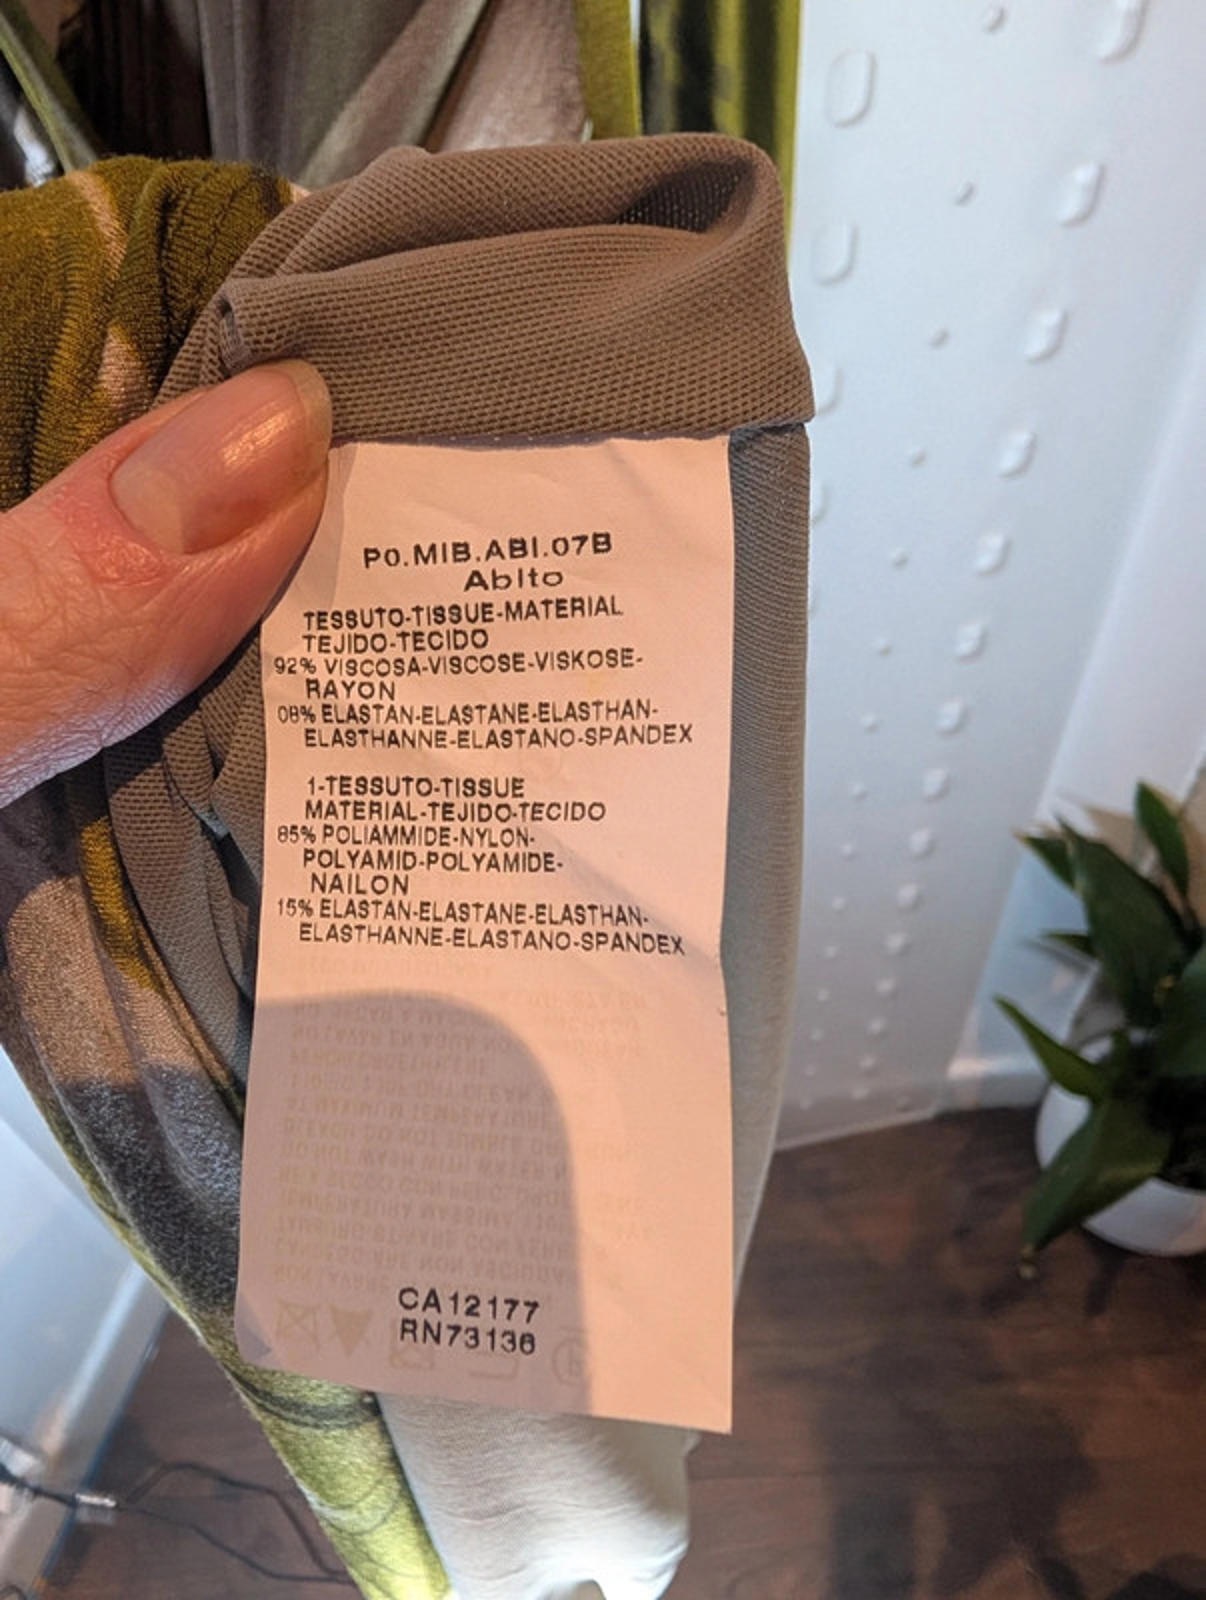 P0.MIB.ABI.07B
Abito
TESSUTO-TISSUE-MATERIAL
TEJIDO-TECIDO
92% VISCOSA-VISCOSE-VISKOSE-
RAYON
08% ELASTAN-ELASTANE-ELASTHAN-
ELASTHANNE-ELASTANO-SPANDEX
1-TESSUTO-TISSUE
MATERIAL-TEJIDO-TECIDO
85% POLIAMMIDE-NYLON-
POLYAMID-POLYAMIDE-
NAILON
15% ELASTAN-ELASTANE-ELASTHAN-
ELASTHANNE-ELASTANO-SPANDEX
CA12177
RN73136